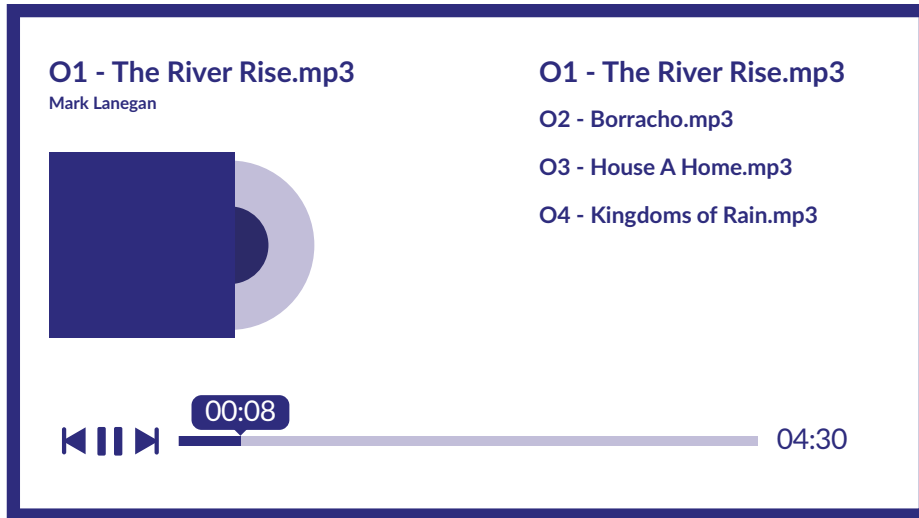 O1 - The River Rise.mp3
Mark Lanegan
O1 - The River Rise.mp3
O2 - Borracho.mp3
O3 - House A Home.mp3
O4 - Kingdoms of Rain.mp3
00:08
04:30